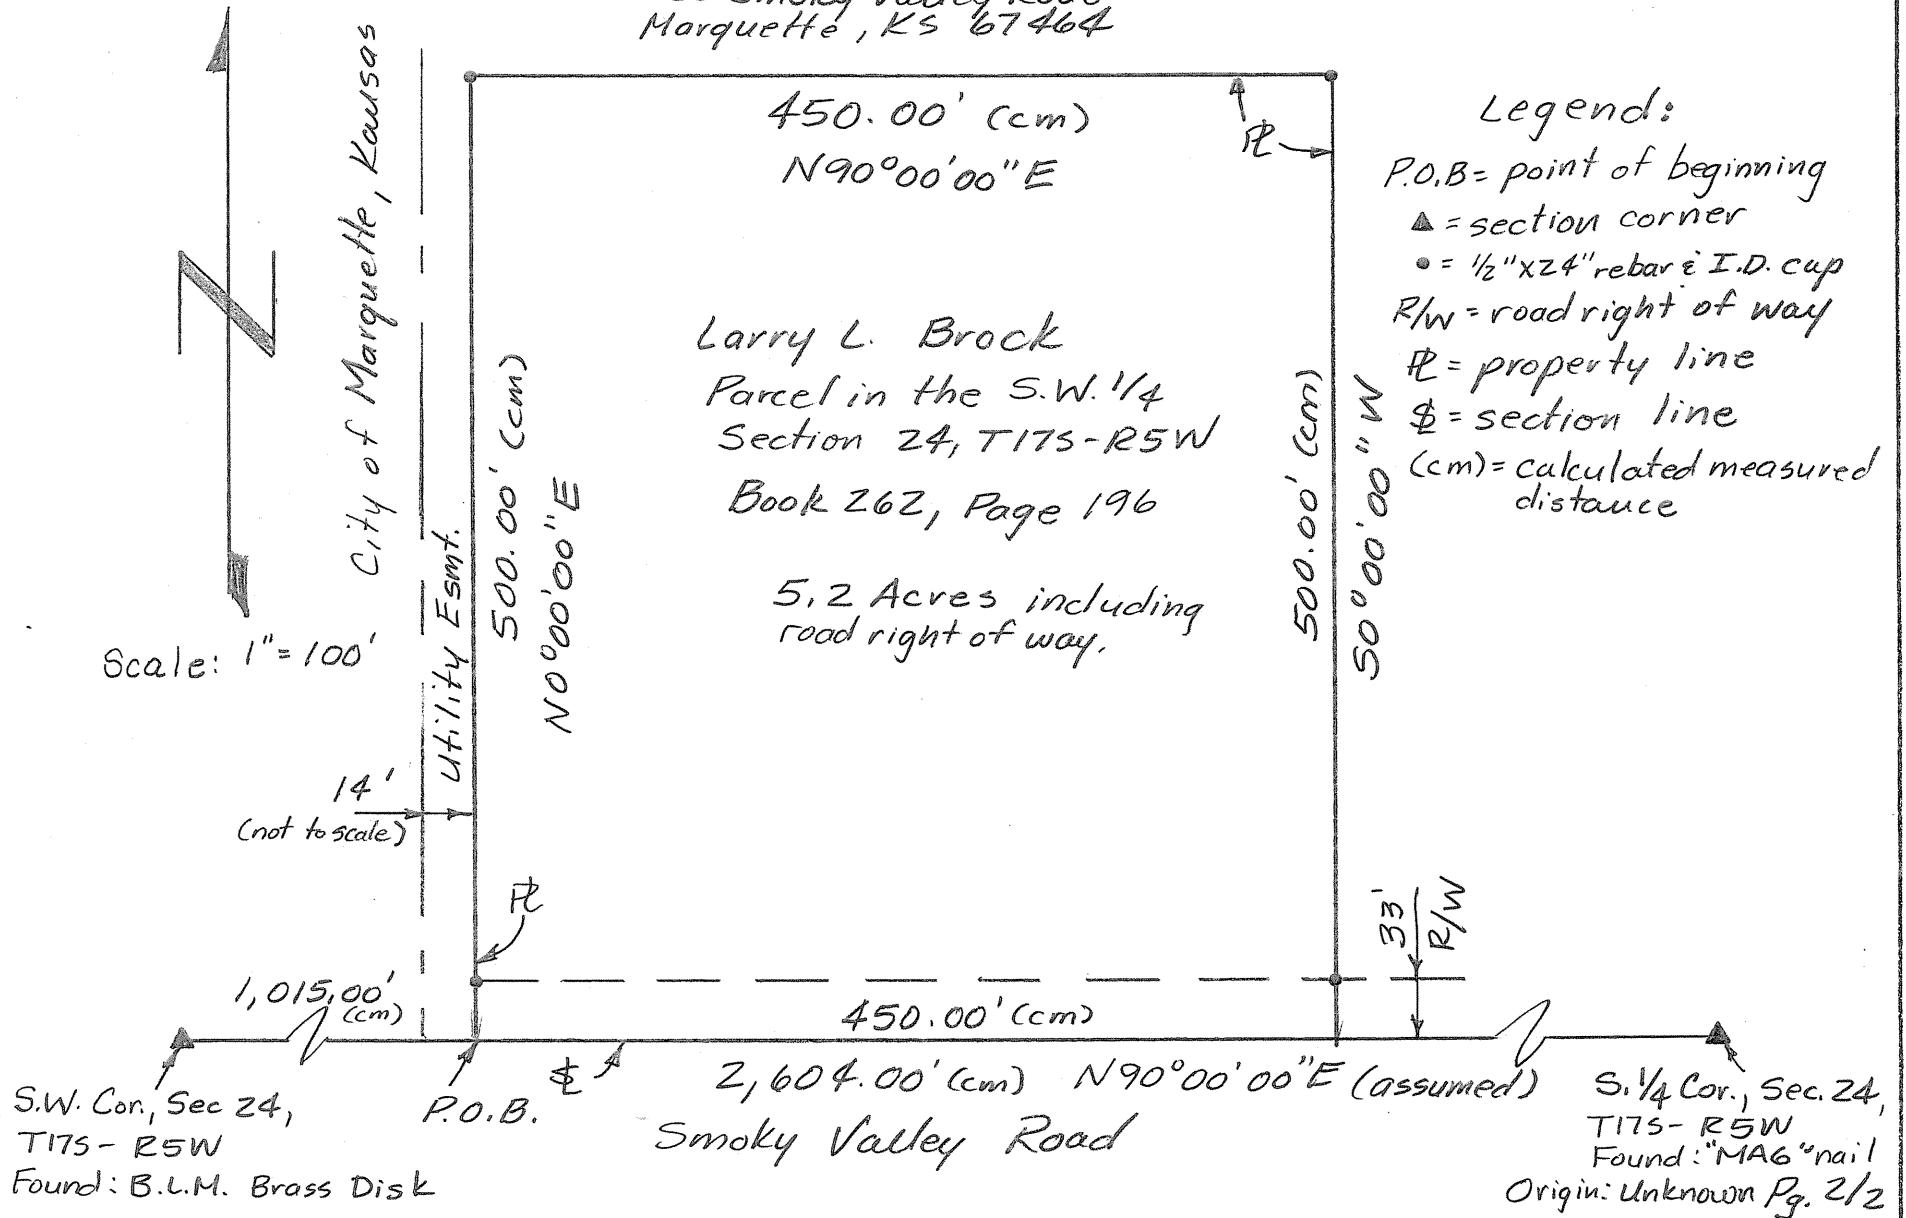 Smoky Valley Road
Marquette, KS 67464
City of Marquette, Kansas
N
Scale: 1"=100'
450.00' (cm)
N90°00'00"E
PL
Legend:
P.O.B= point of beginning
▲ = section corner
• = 1/2"X24" rebar & I.D. cap
R/W = road right of way
PL = property line
SL = section line
(cm)= calculated measured
distance
Larry L. Brock
Parcel in the S.W. 1/4
Section 24, T17S-R5W
Book 262, Page 196
5.2 Acres including
road right of way.
Utility Esmt.
500.00' (cm)
N0°00'00"E
500.00' (cm)
S0°00'00"W
14'
(not to scale)
PL
33'
R/W
1,015.00'
(cm)
450.00' (cm)
P.O.B.
SL
2,604.00' (cm) N90°00'00"E (assumed)
Smoky Valley Road
S.W. Cor., Sec 24,
T17S- R5W
Found: B.L.M. Brass Disk
S. 1/4 Cor., Sec. 24,
T17S- R5W
Found: "MAG" nail
Origin: Unknown Pg. 2/2